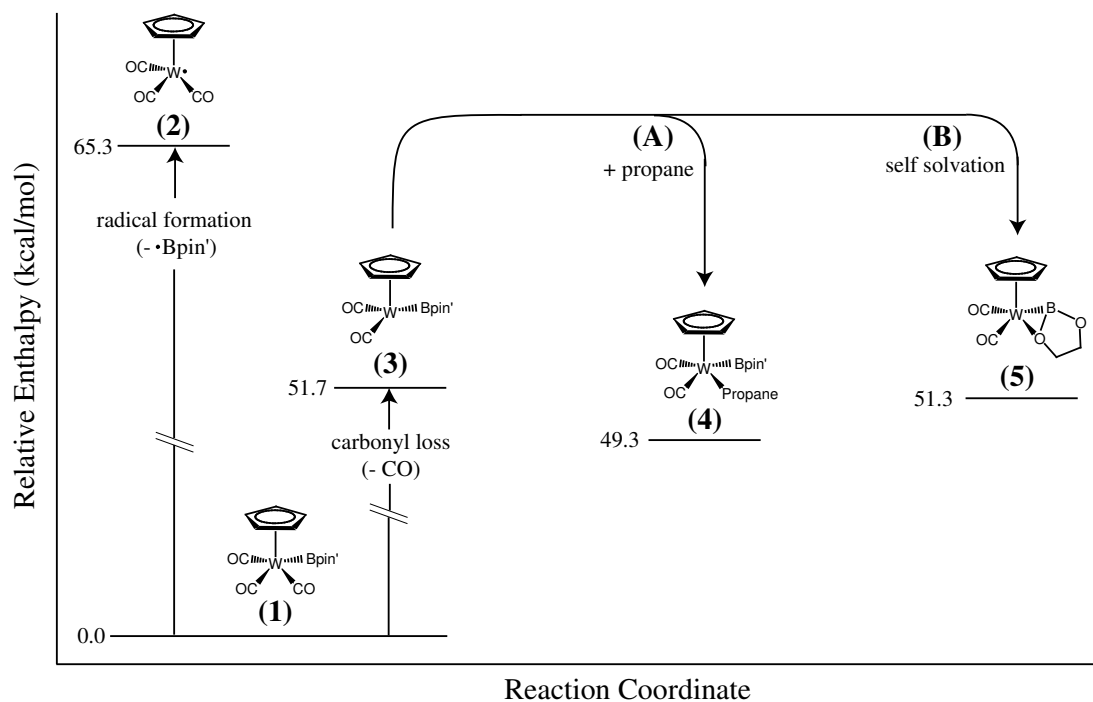 OC
W•
OC
CO
(2)
65.3
radical formation
(- •Bpin')
OC
W
Bpin'
OC
CO
(1)
0.0
OC
W
Bpin'
OC
(3)
51.7
carbonyl loss
(- CO)
(A)
+ propane
OC
W
Bpin'
OC
Propane
(4)
49.3
(B)
self solvation
OC
W
B
O
OC
O
(5)
51.3
Relative Enthalpy (kcal/mol)
Reaction Coordinate